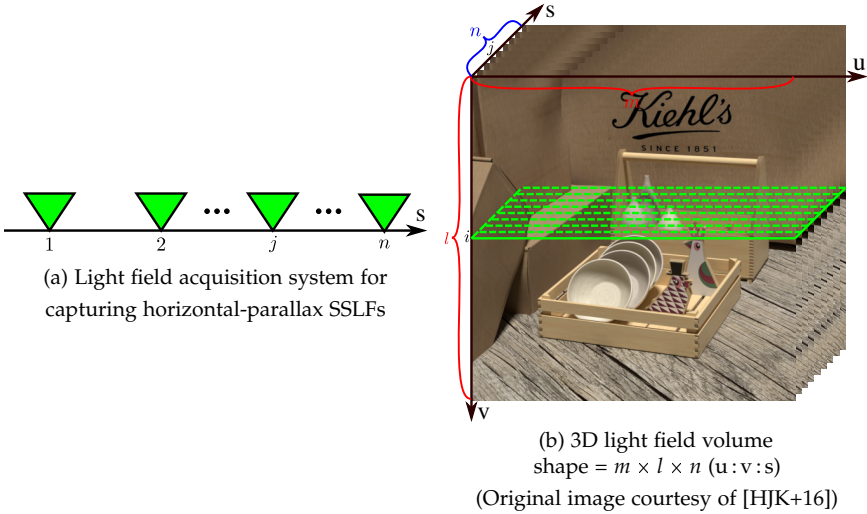 s
1 2 ... j ... n
(a) Light field acquisition system for
capturing horizontal-parallax SSLFs
s
n
j
u
m
Kiehl's
SINCE 1851
l
i
v
(b) 3D light field volume
shape = m × l × n (u : v : s)
(Original image courtesy of [HJK+16])